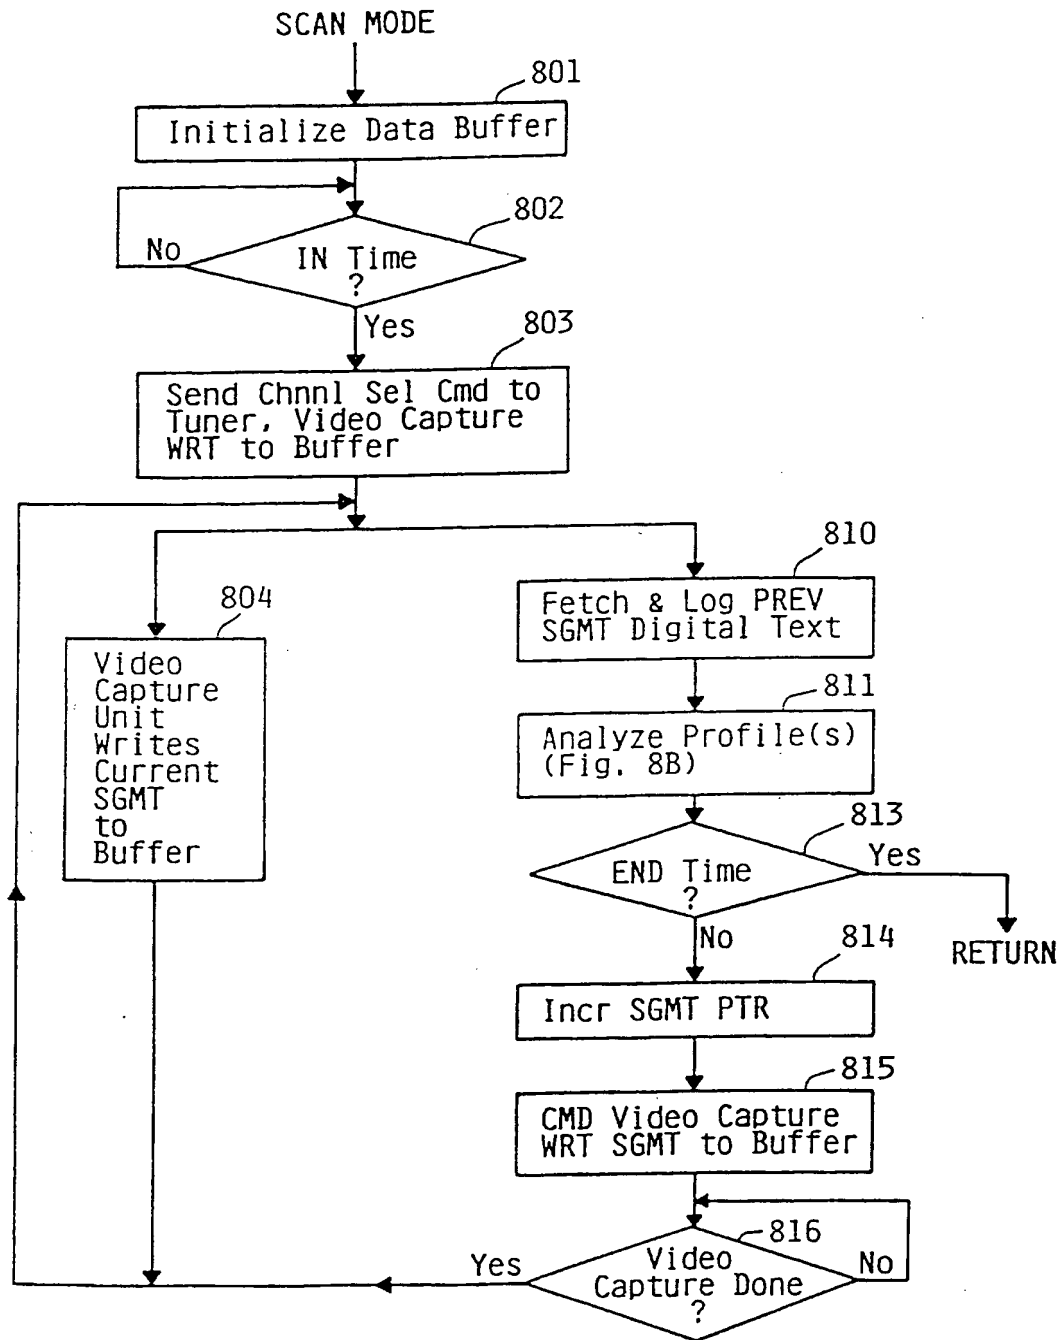 SCAN MODE
801
Initialize Data Buffer
802
No
IN Time
?
Yes
803
Send Chnnl Sel Cmd to
Tuner, Video Capture
WRT to Buffer
810
Fetch & Log PREV
SGMT Digital Text
804
Video
Capture
Unit
Writes
Current
SGMT
to
Buffer
811
Analyze Profile(s)
(Fig. 8B)
813
END Time
?
Yes
RETURN
No
814
Incr SGMT PTR
815
CMD Video Capture
WRT SGMT to Buffer
816
Yes
Video
Capture Done
?
No